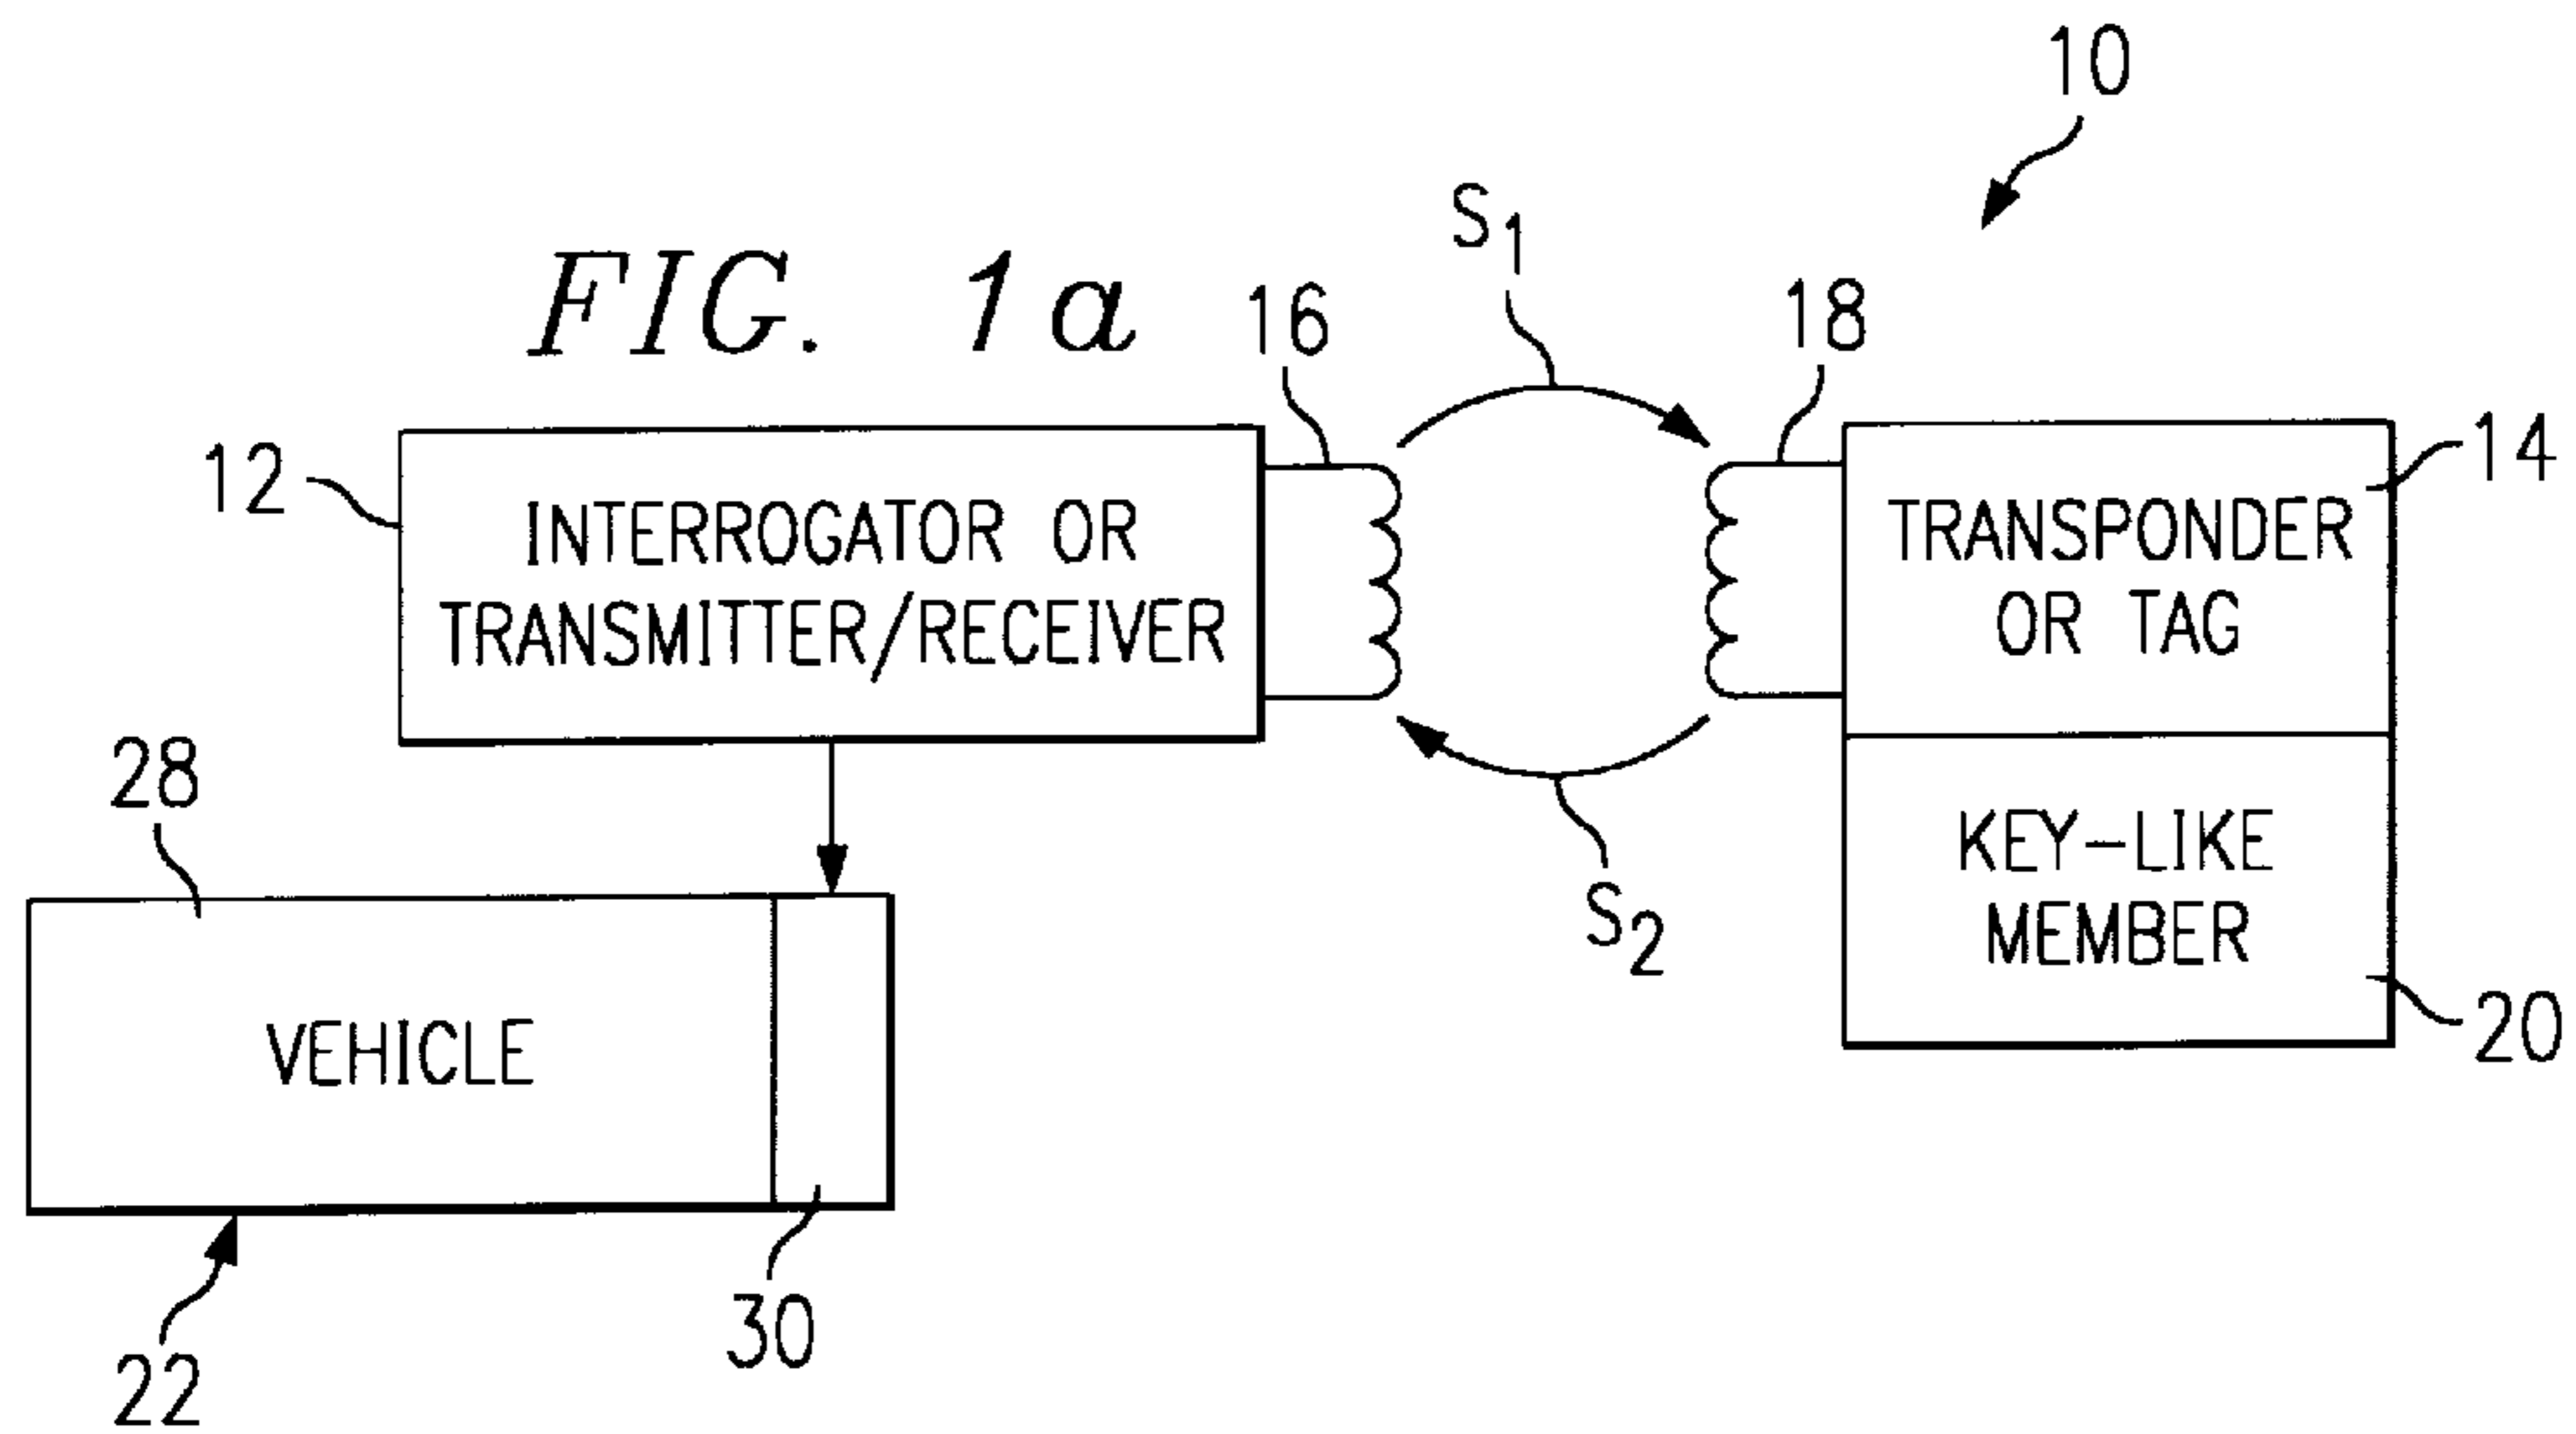 10
S1
FIG. 1a
16
18
12
INTERROGATOR OR
TRANSMITTER/RECEIVER
14
TRANSPONDER
OR TAG
28
KEY-LIKE
MEMBER
S2
20
VEHICLE
30
22